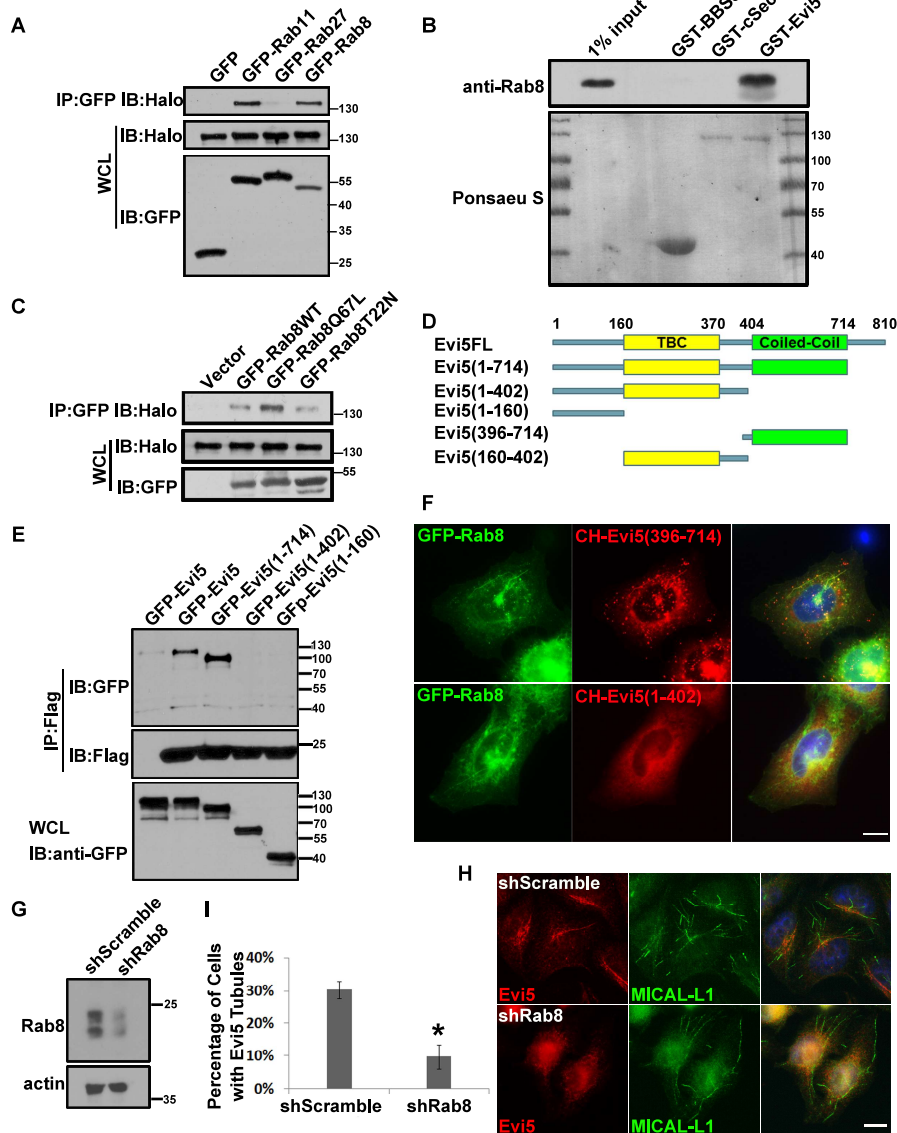 A
GFP
GFP-Rab11
GFP-Rab27
GFP-Rab8
IP:GFP IB:Halo
130
IB:Halo
130
WCL
IB:GFP
55
40
35
25
B
1% input
GST-cSec
GST-Evi5
anti-Rab8
Ponsaeu S
130
100
70
55
40
C
Vector
GFP-Rab8WT
GFP-Rab8Q67L
GFP-Rab8T22N
IP:GFP IB:Halo
130
IB:Halo
130
WCL
IB:GFP
55
D
1 160 370 404 714 810
Evi5FL
TBC
Coiled-Coil
Evi5(1-714)
Evi5(1-402)
Evi5(1-160)
Evi5(396-714)
Evi5(160-402)
E
GFP-Evi5
GFP-Evi5
GFP-Evi5(1-714)
GFP-Evi5(1-402)
GFp-Evi5(1-160)
IP:Flag
IB:GFP
130
100
70
55
40
IB:Flag
25
WCL
IB:anti-GFP
130
100
70
55
40
F
GFP-Rab8
CH-Evi5(396-714)
GFP-Rab8
CH-Evi5(1-402)
G
shScramble
shRab8
Rab8
25
actin
35
I
Percentage of Cells
with Evi5 Tubules
40%
30%
20%
10%
0%
*
shScramble
shRab8
H
shScramble
Evi5
MICAL-L1
shRab8
Evi5
MICAL-L1